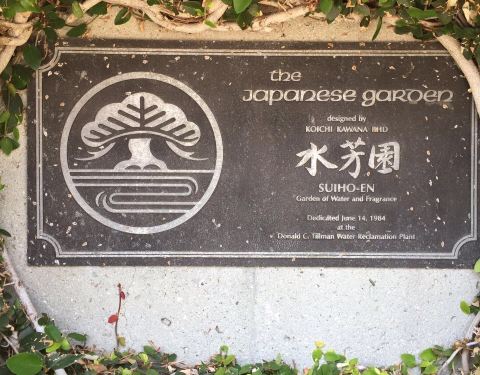 the
Japanese Garden
designed by
KOICHI KAWANA PHD
水芳園
SUIHO-EN
Garden of Water and Fragrance
Dedicated June 14, 1984
at the
Donald C. Tillman Water Reclamation Plant